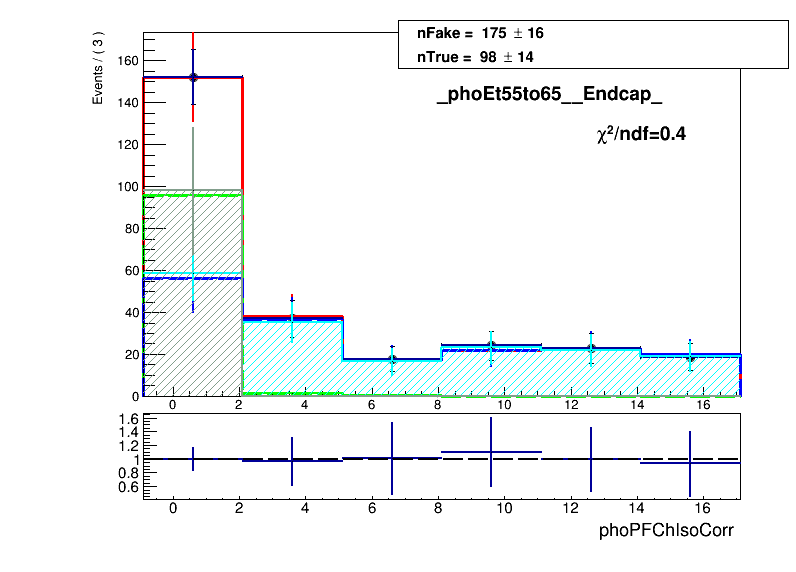 nFake = 175 ± 16
nTrue = 98 ± 14
_phoEt55to65__Endcap_
χ²/ndf=0.4
Events / ( 3 )
160
140
120
100
80
60
40
20
0
0 2 4 6 8 10 12 14 16
1.6
1.4
1.2
1
0.8
0.6
0 2 4 6 8 10 12 14 16
phoPFChIsoCorr